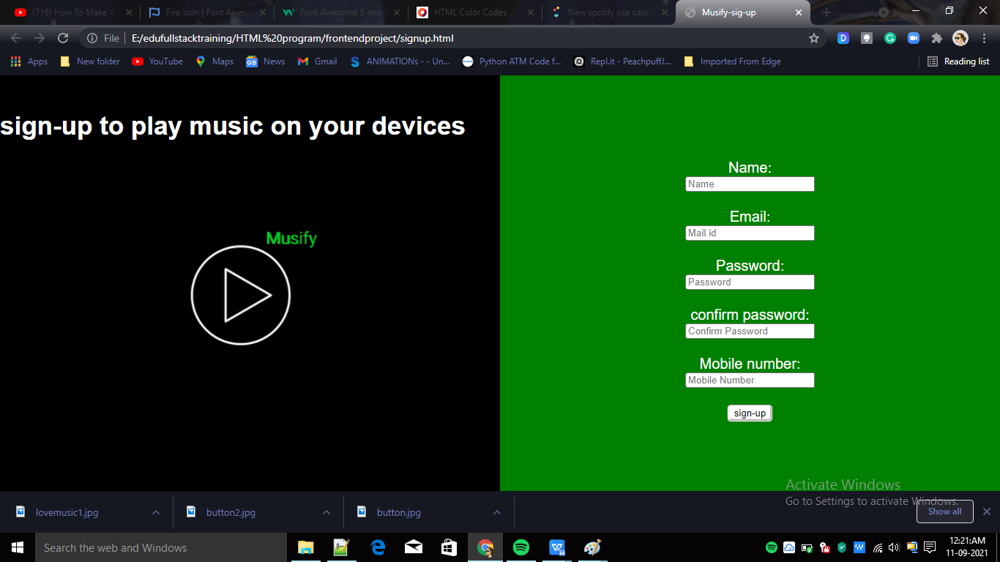 (716) How To Make A
Fire Icon | Font Aweso
Font Awesome 5 Imag
HTML Color Codes
New spotify use case
Musify-sig-up
File
E:/edufullstacktraining/HTML%20program/frontendproject/signup.html
Apps
New folder
YouTube
Maps
News
Gmail
ANIMATIONs - - Un...
Python ATM Code f...
Repl.it - PeachpuffJ...
Imported From Edge
Reading list
sign-up to play music on your devices
Musify
Name:
Name
Email:
Mail id
Password:
Password
confirm password:
Confirm Password
Mobile number:
Mobile Number
sign-up
Activate Windows
Go to Settings to activate Windows.
lovemusic1.jpg
button2.jpg
button.jpg
Show all
Search the web and Windows
12:21:AM
11-09-2021